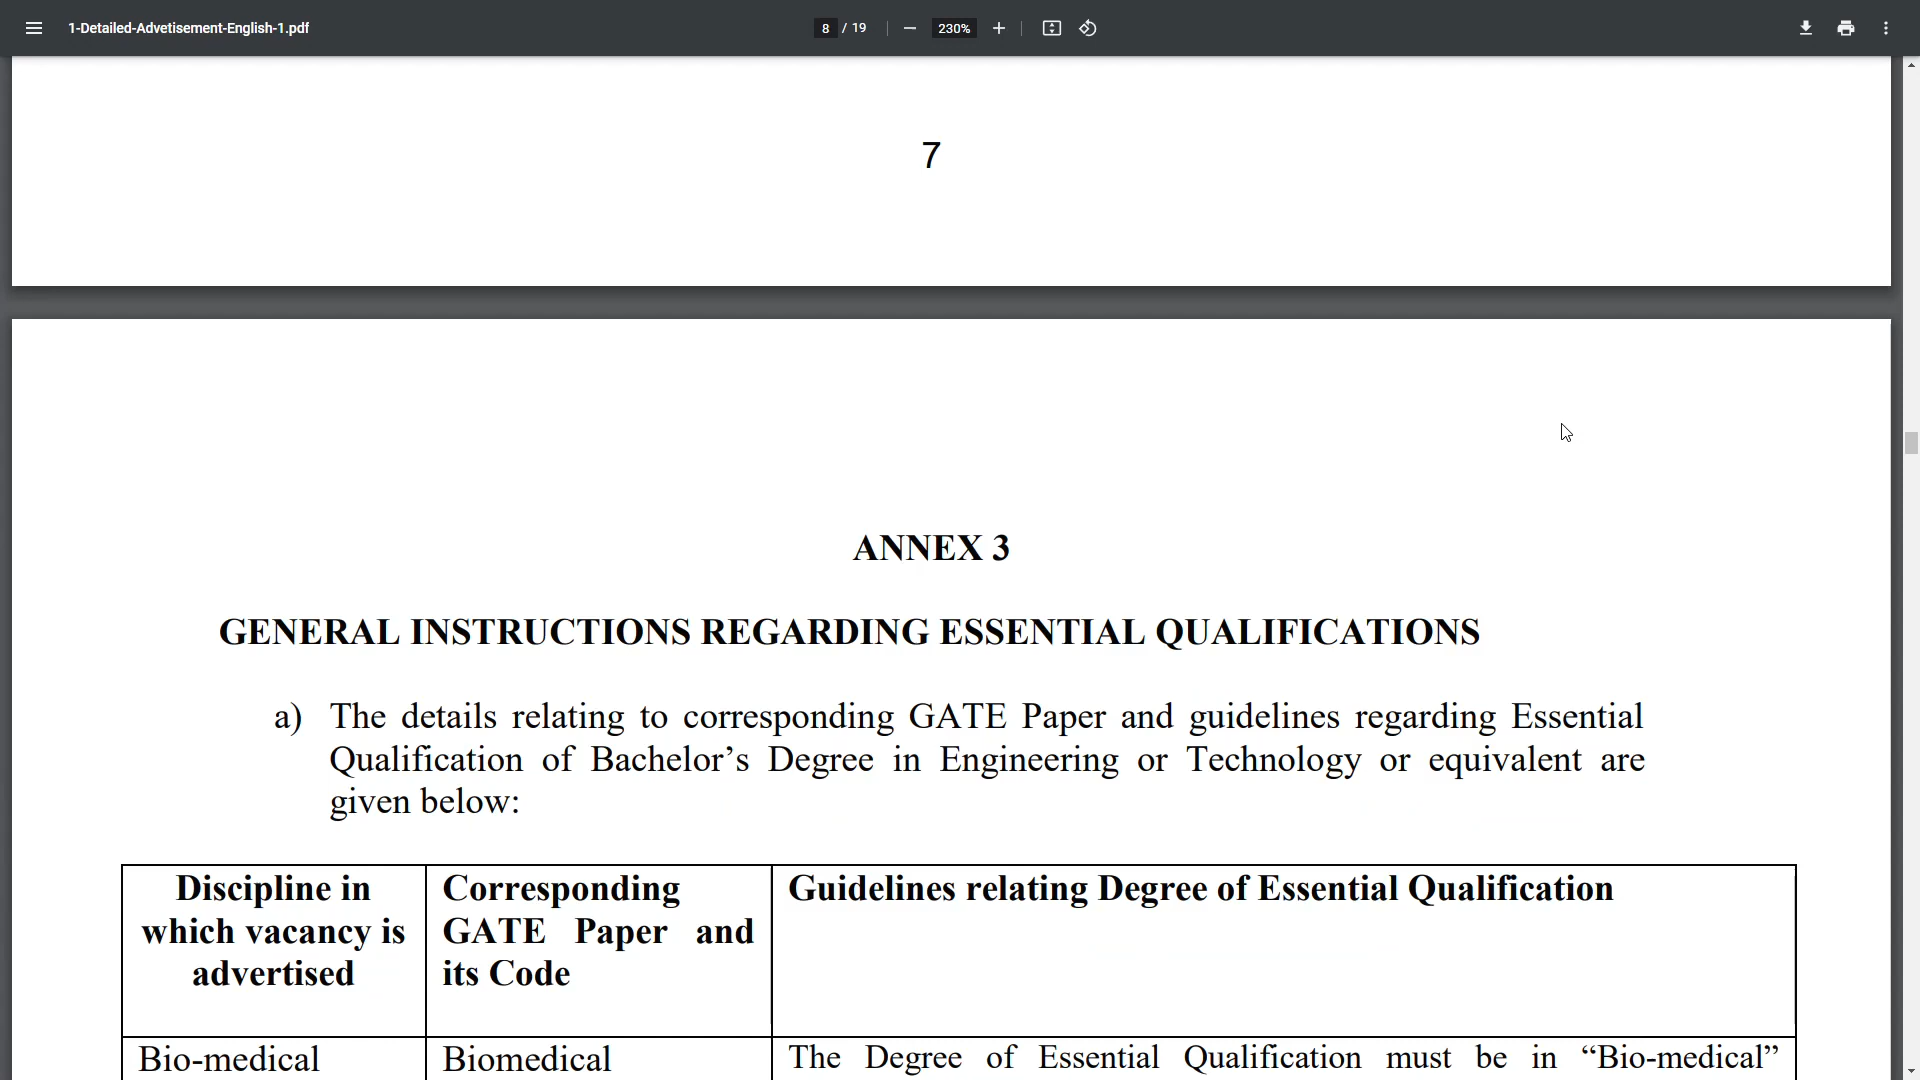 1-Detailed-Advetisement-English-1.pdf
8 / 19
230%
7
ANNEX 3
GENERAL INSTRUCTIONS REGARDING ESSENTIAL QUALIFICATIONS
a) The details relating to corresponding GATE Paper and guidelines regarding Essential
Qualification of Bachelor’s Degree in Engineering or Technology or equivalent are
given below:
Discipline in
which vacancy is
advertised
Corresponding
GATE Paper and
its Code
Guidelines relating Degree of Essential Qualification
Bio-medical
Biomedical
The Degree of Essential Qualification must be in “Bio-medical”